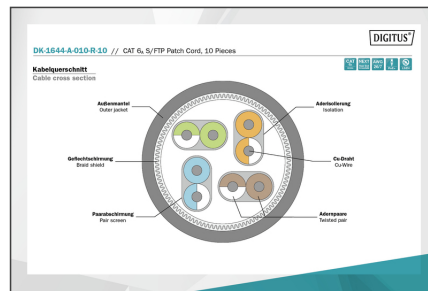 DIGITUS®
DK-1644-A-010-R-10 // CAT 6A S/FTP Patch Cord, 10 Pieces
Kabelquerschnitt
Cable cross section
CAT
Außenmantel
Outer jacket
Aderisolierung
Isolation
Geflechtschirmung
Braid shield
Cu-Draht
Cu-Wire
Paarabschirmung
Pair screen
Adernpaare
Twisted pair